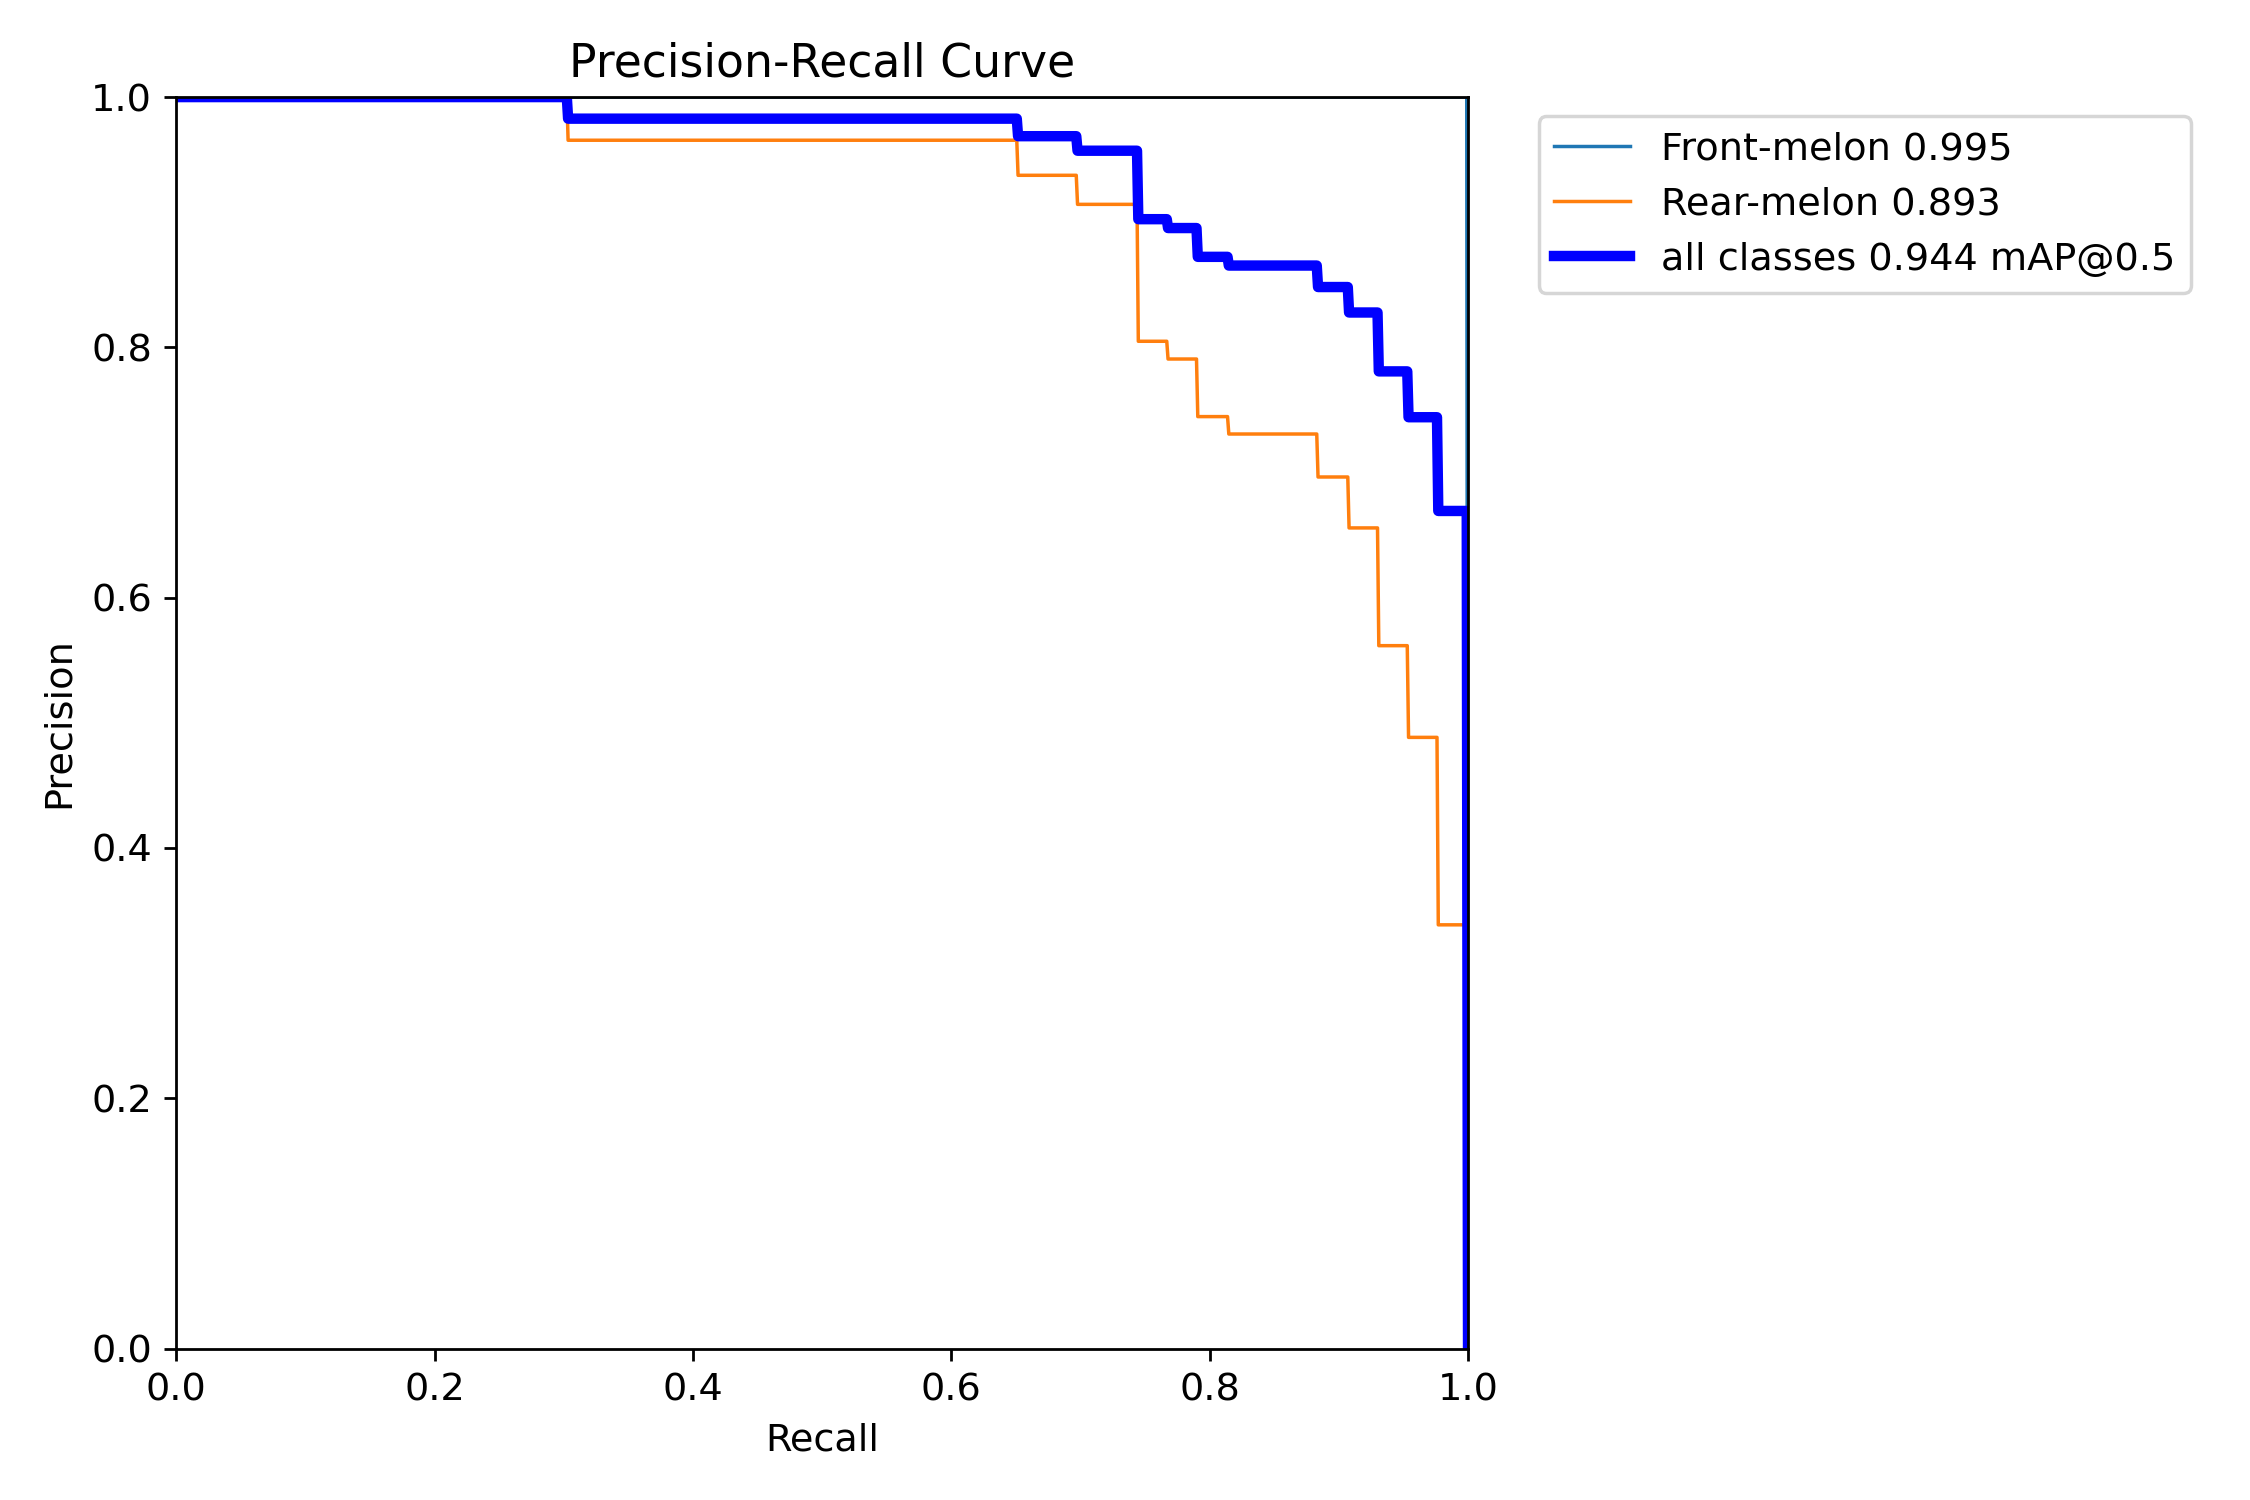 Precision-Recall Curve
1.0
0.8
0.6
0.4
0.2
0.0
Precision
0.0 0.2 0.4 0.6 0.8 1.0
Recall
Front-melon 0.995
Rear-melon 0.893
all classes 0.944 mAP@0.5